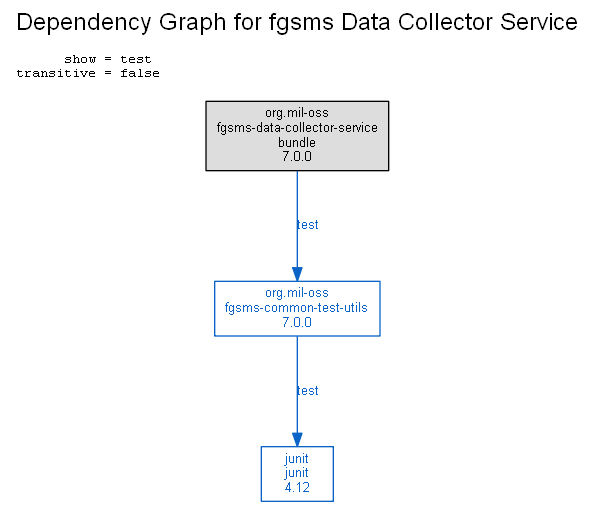 Dependency Graph for fgsms Data Collector Service
show = test
transitive = false
org.mil-oss
fgsms-data-collector-service
bundle
7.0.0
test
org.mil-oss
fgsms-common-test-utils
7.0.0
test
junit
junit
4.12